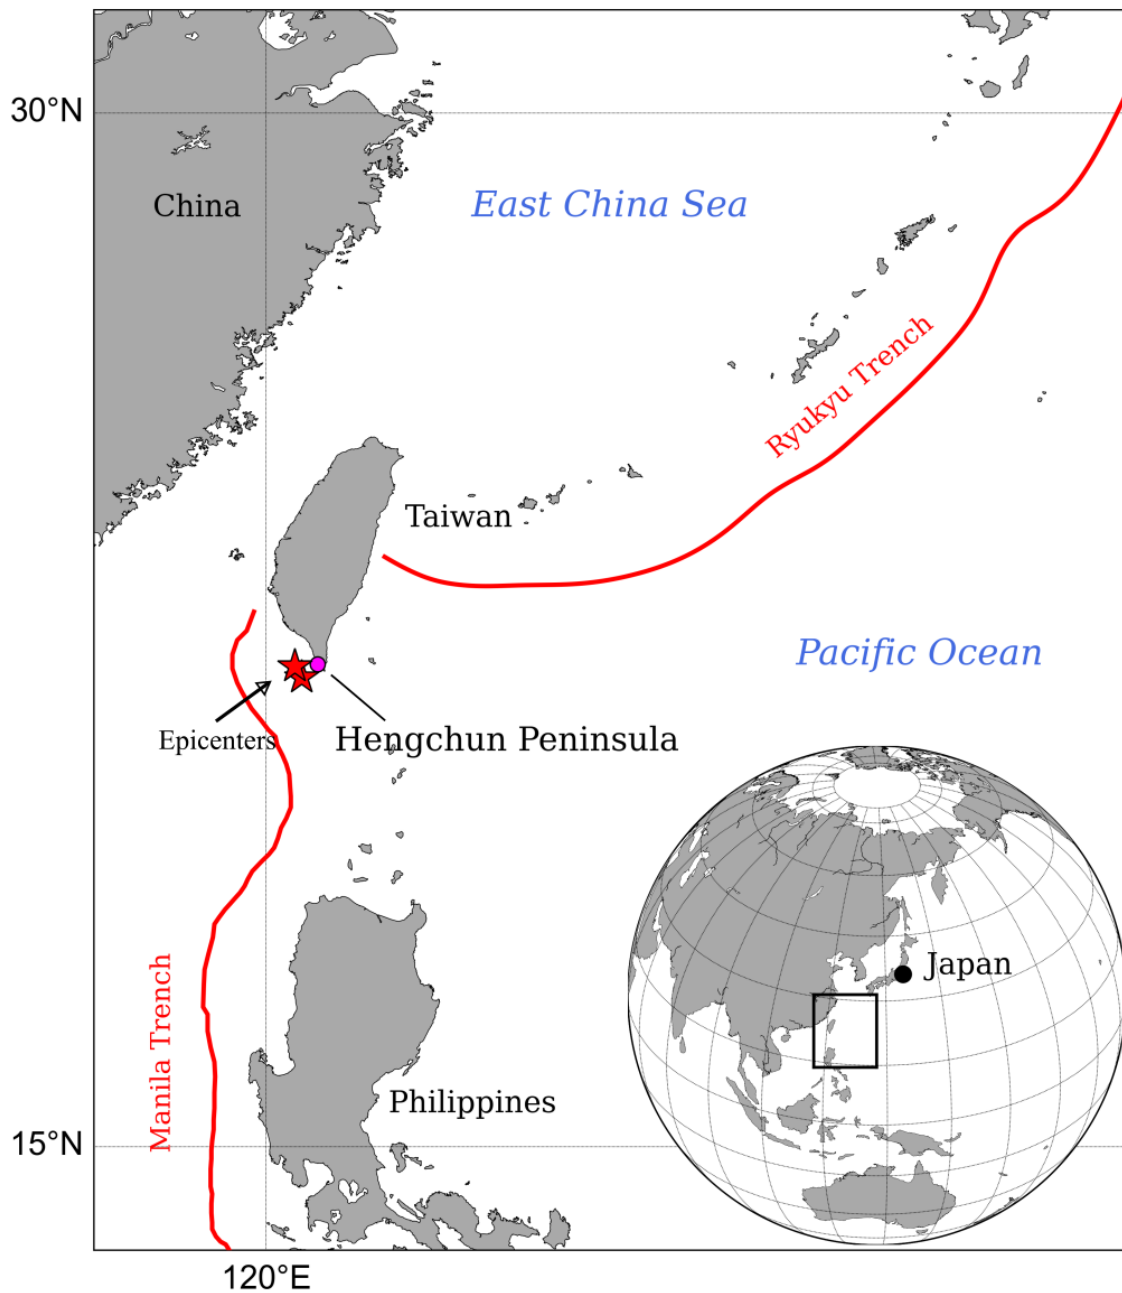 30°N
China
East China Sea
Ryukyu Trench
Taiwan
Pacific Ocean
Epicenters
Hengchun Peninsula
Japan
Manila Trench
Philippines
15°N
120°E